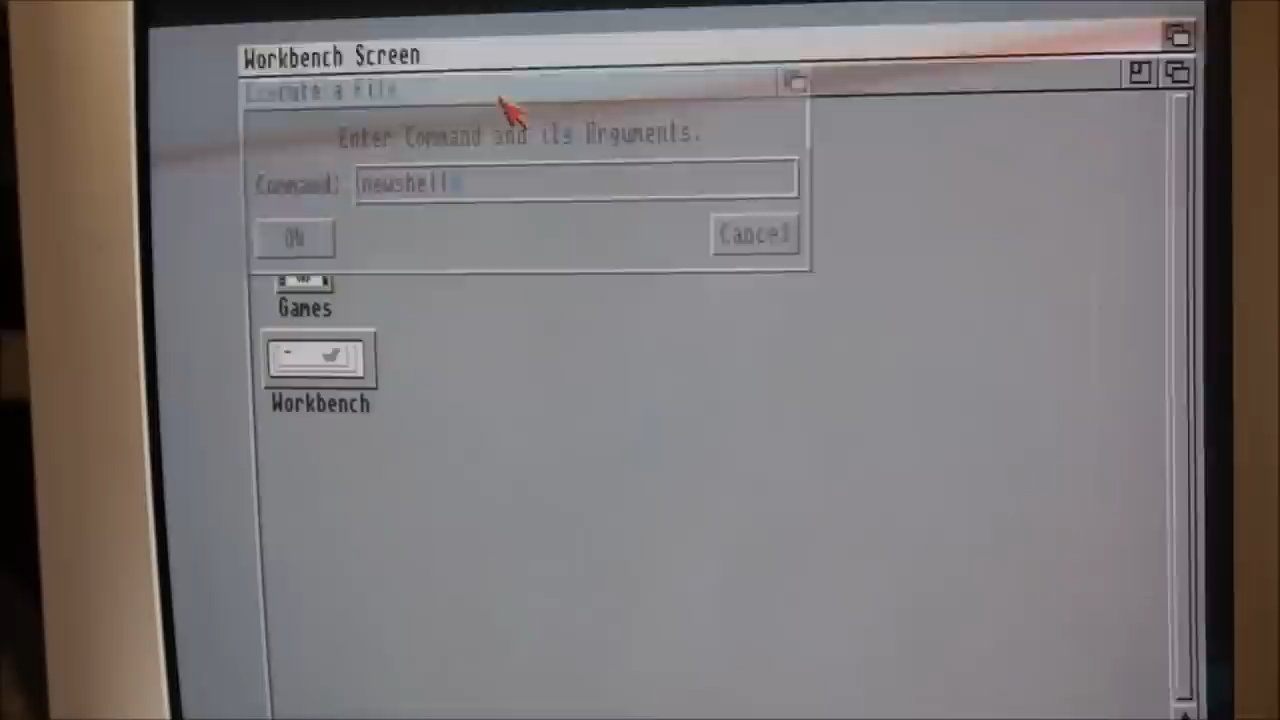 Workbench Screen
Execute a File
Enter Command and its Arguments.
Command: newshell
OK
Cancel
Games
Workbench